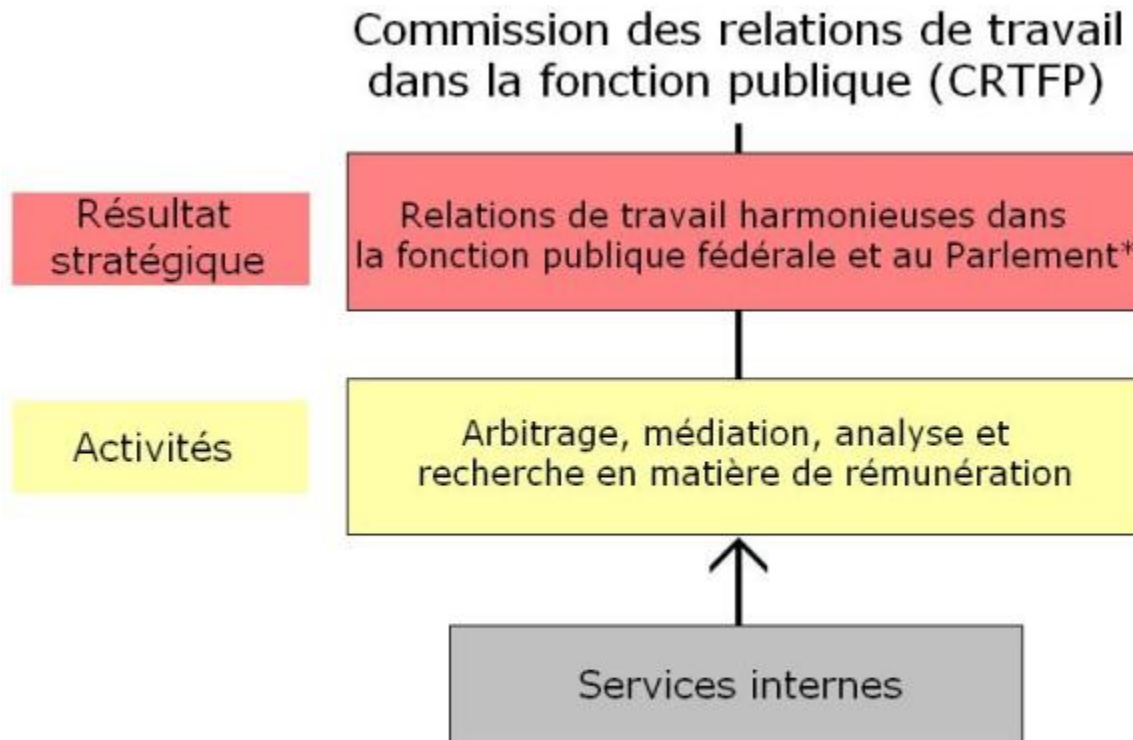 Commission des relations de travail
dans la fonction publique (CRTFP)
Résultat
stratégique
Relations de travail harmonieuses dans
la fonction publique fédérale et au Parlement*
Activités
Arbitrage, médiation, analyse et
recherche en matière de rémunération
Services internes